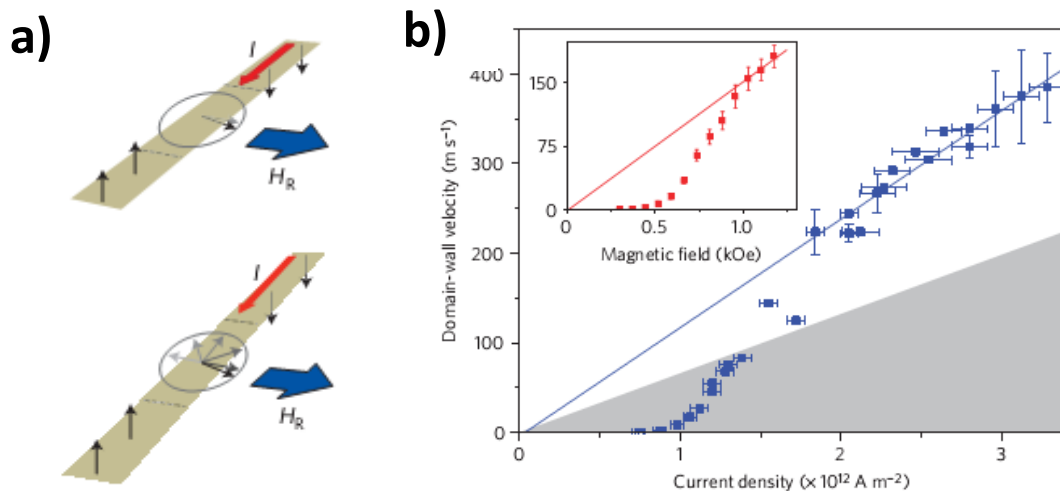 a)
I
H_R
I
H_R
b)
Domain-wall velocity (m s⁻¹)
400
300
200
100
0
150
75
0
0 0.5 1.0
Magnetic field (kOe)
0 1 2 3
Current density (× 10¹² A m⁻²)